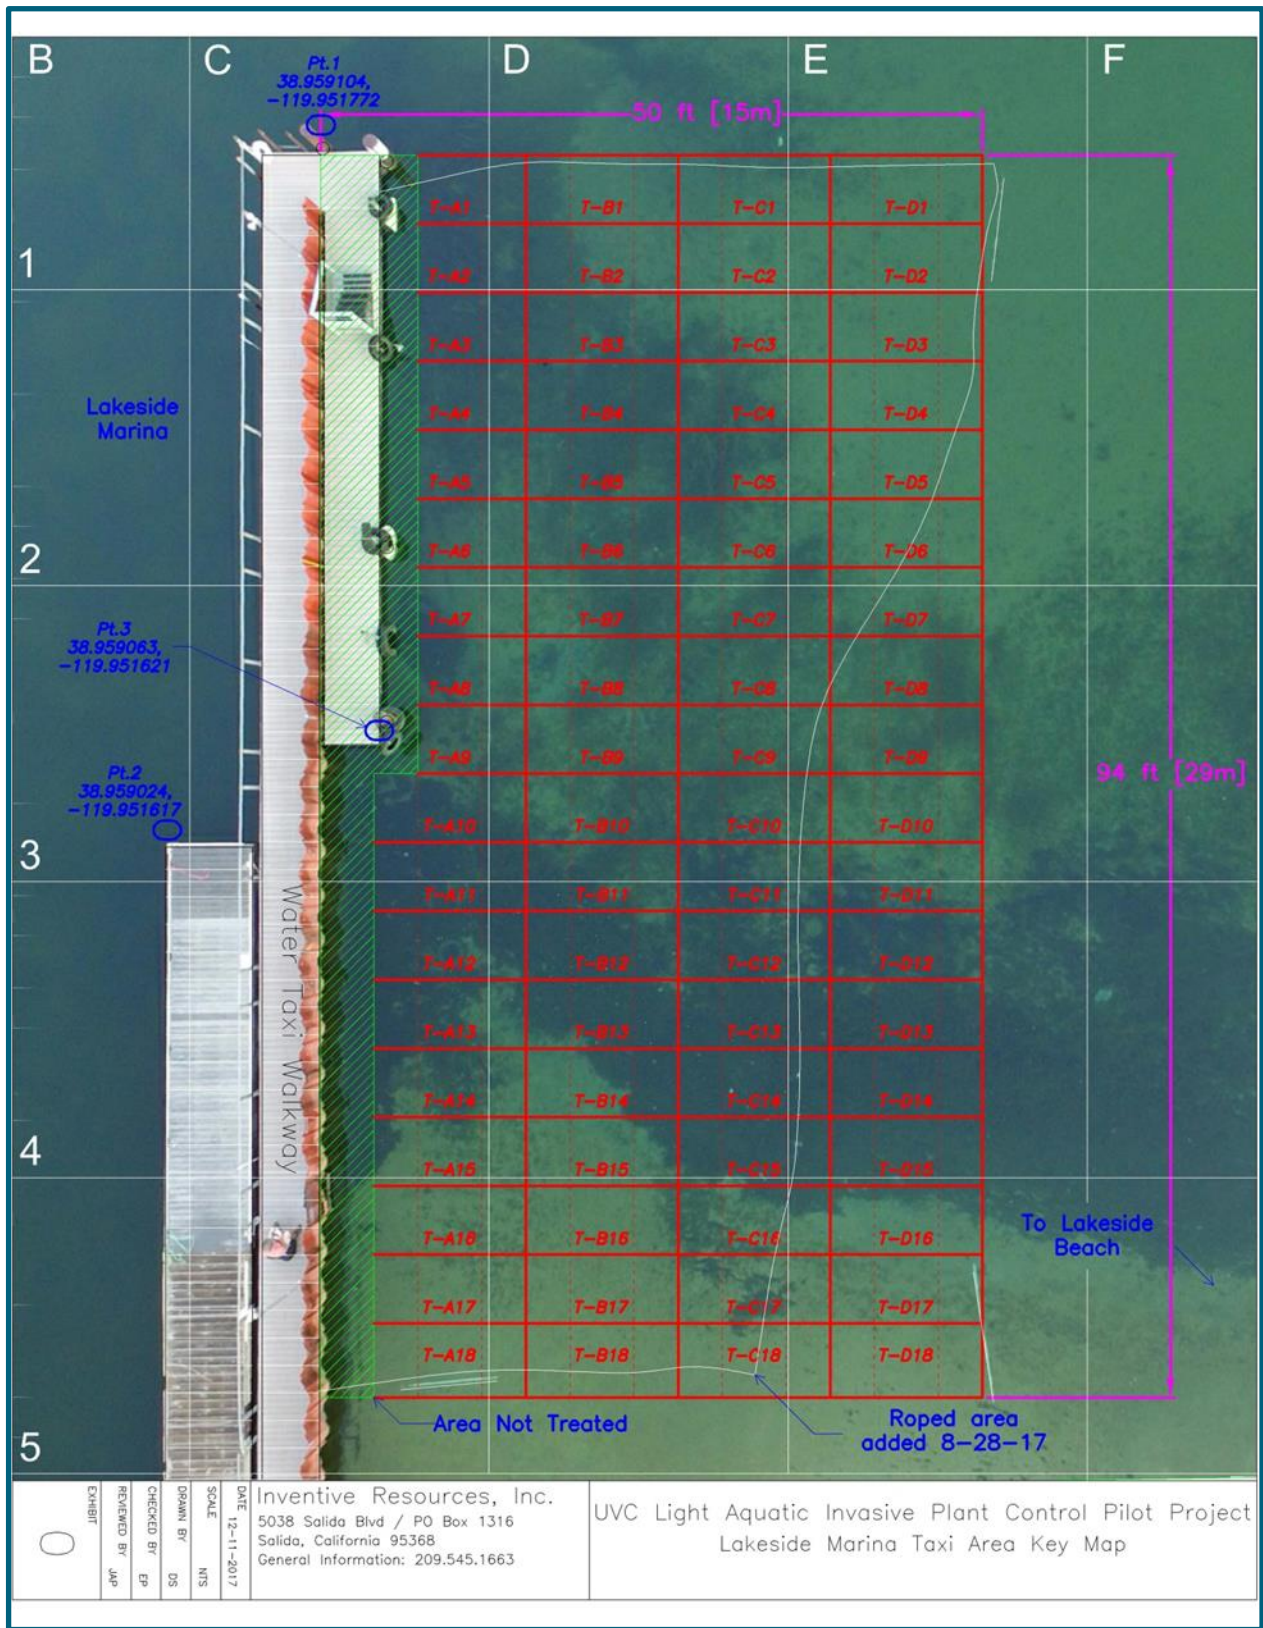 B
C
D
E
F
Pt.1
38.959104,
-119.951772
50 ft [15m]
T-A1
T-B1
T-C1
T-D1
1
T-A2
T-B2
T-C2
T-D2
T-A3
T-B3
T-C3
T-D3
Lakeside
Marina
T-A4
T-B4
T-C4
T-D4
T-A5
T-B5
T-C5
T-D5
2
T-A6
T-B6
T-C6
T-D6
T-A7
T-B7
T-C7
T-D7
Pt.3
38.959063,
-119.951621
T-A8
T-B8
T-C8
T-D8
T-A9
T-B9
T-C9
T-D9
94 ft [29m]
Pt.2
38.959024,
-119.951617
T-A10
T-B10
T-C10
T-D10
3
T-A11
T-B11
T-C11
T-D11
Water Taxi Walkway
T-A12
T-B12
T-C12
T-D12
T-A13
T-B13
T-C13
T-D13
T-A14
T-B14
T-C14
T-D14
4
T-A15
T-B15
T-C15
T-D15
T-A16
T-B16
T-C16
T-D16
To Lakeside
Beach
T-A17
T-B17
T-C17
T-D17
T-A18
T-B18
T-C18
T-D18
Area Not Treated
Roped area
added 8-28-17
5
EXHIBIT
0
REVIEWED BY JAP
CHECKED BY EP
DRAWN BY DS
SCALE NTS
DATE 12-11-2017
Inventive Resources, Inc.
5038 Salida Blvd / PO Box 1316
Salida, California 95368
General Information: 209.545.1663
UVC Light Aquatic Invasive Plant Control Pilot Project
Lakeside Marina Taxi Area Key Map